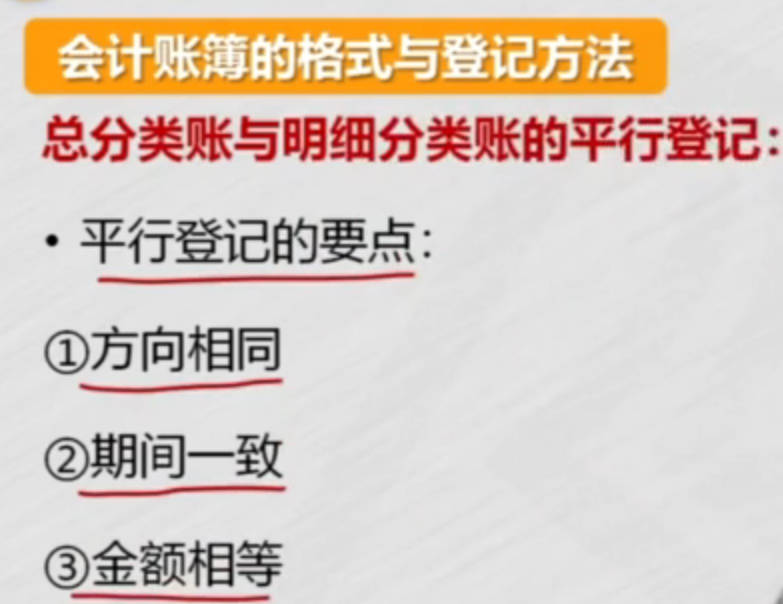 会计账簿的格式与登记方法
总分类账与明细分类账的平行登记：
• 平行登记的要点：
①方向相同
②期间一致
③金额相等